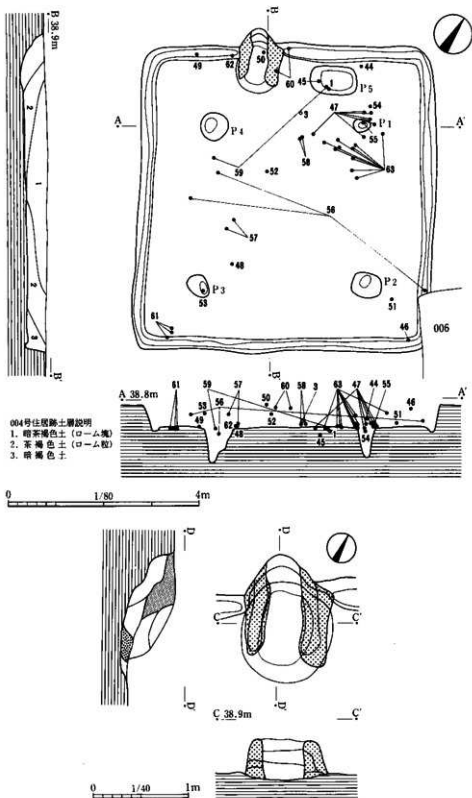 B 38.9m
B
49
62
50
60
45
1
P5
44
54
47
P1
55
3
58
63
A
A'
P4
59
52
56
57
48
P3
53
P2
51
61
46
006
2
1
2
3
B'
B'
A 38.8m
A'
61
59
53
56
57
50
60
58
3
63
47
44
55
46
49
62
48
52
45
1
54
51
004号住居跡土層説明
1. 暗茶褐色土(ローム塊)
2. 茶褐色土(ローム粒)
3. 暗褐色土
0 1/80 4m
D
D
C
C'
D'
D'
C 38.9m
C'
0 1/40 1m